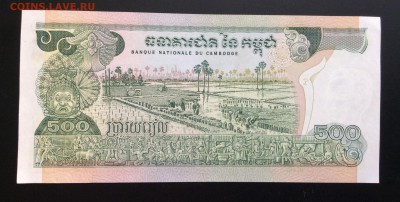 COINS.LAVE.RU
ធនាគារជាតិ នៃ កម្ពុជា
BANQUE NATIONALE DU CAMBODGE
500
ប្រាំរយរៀល
500